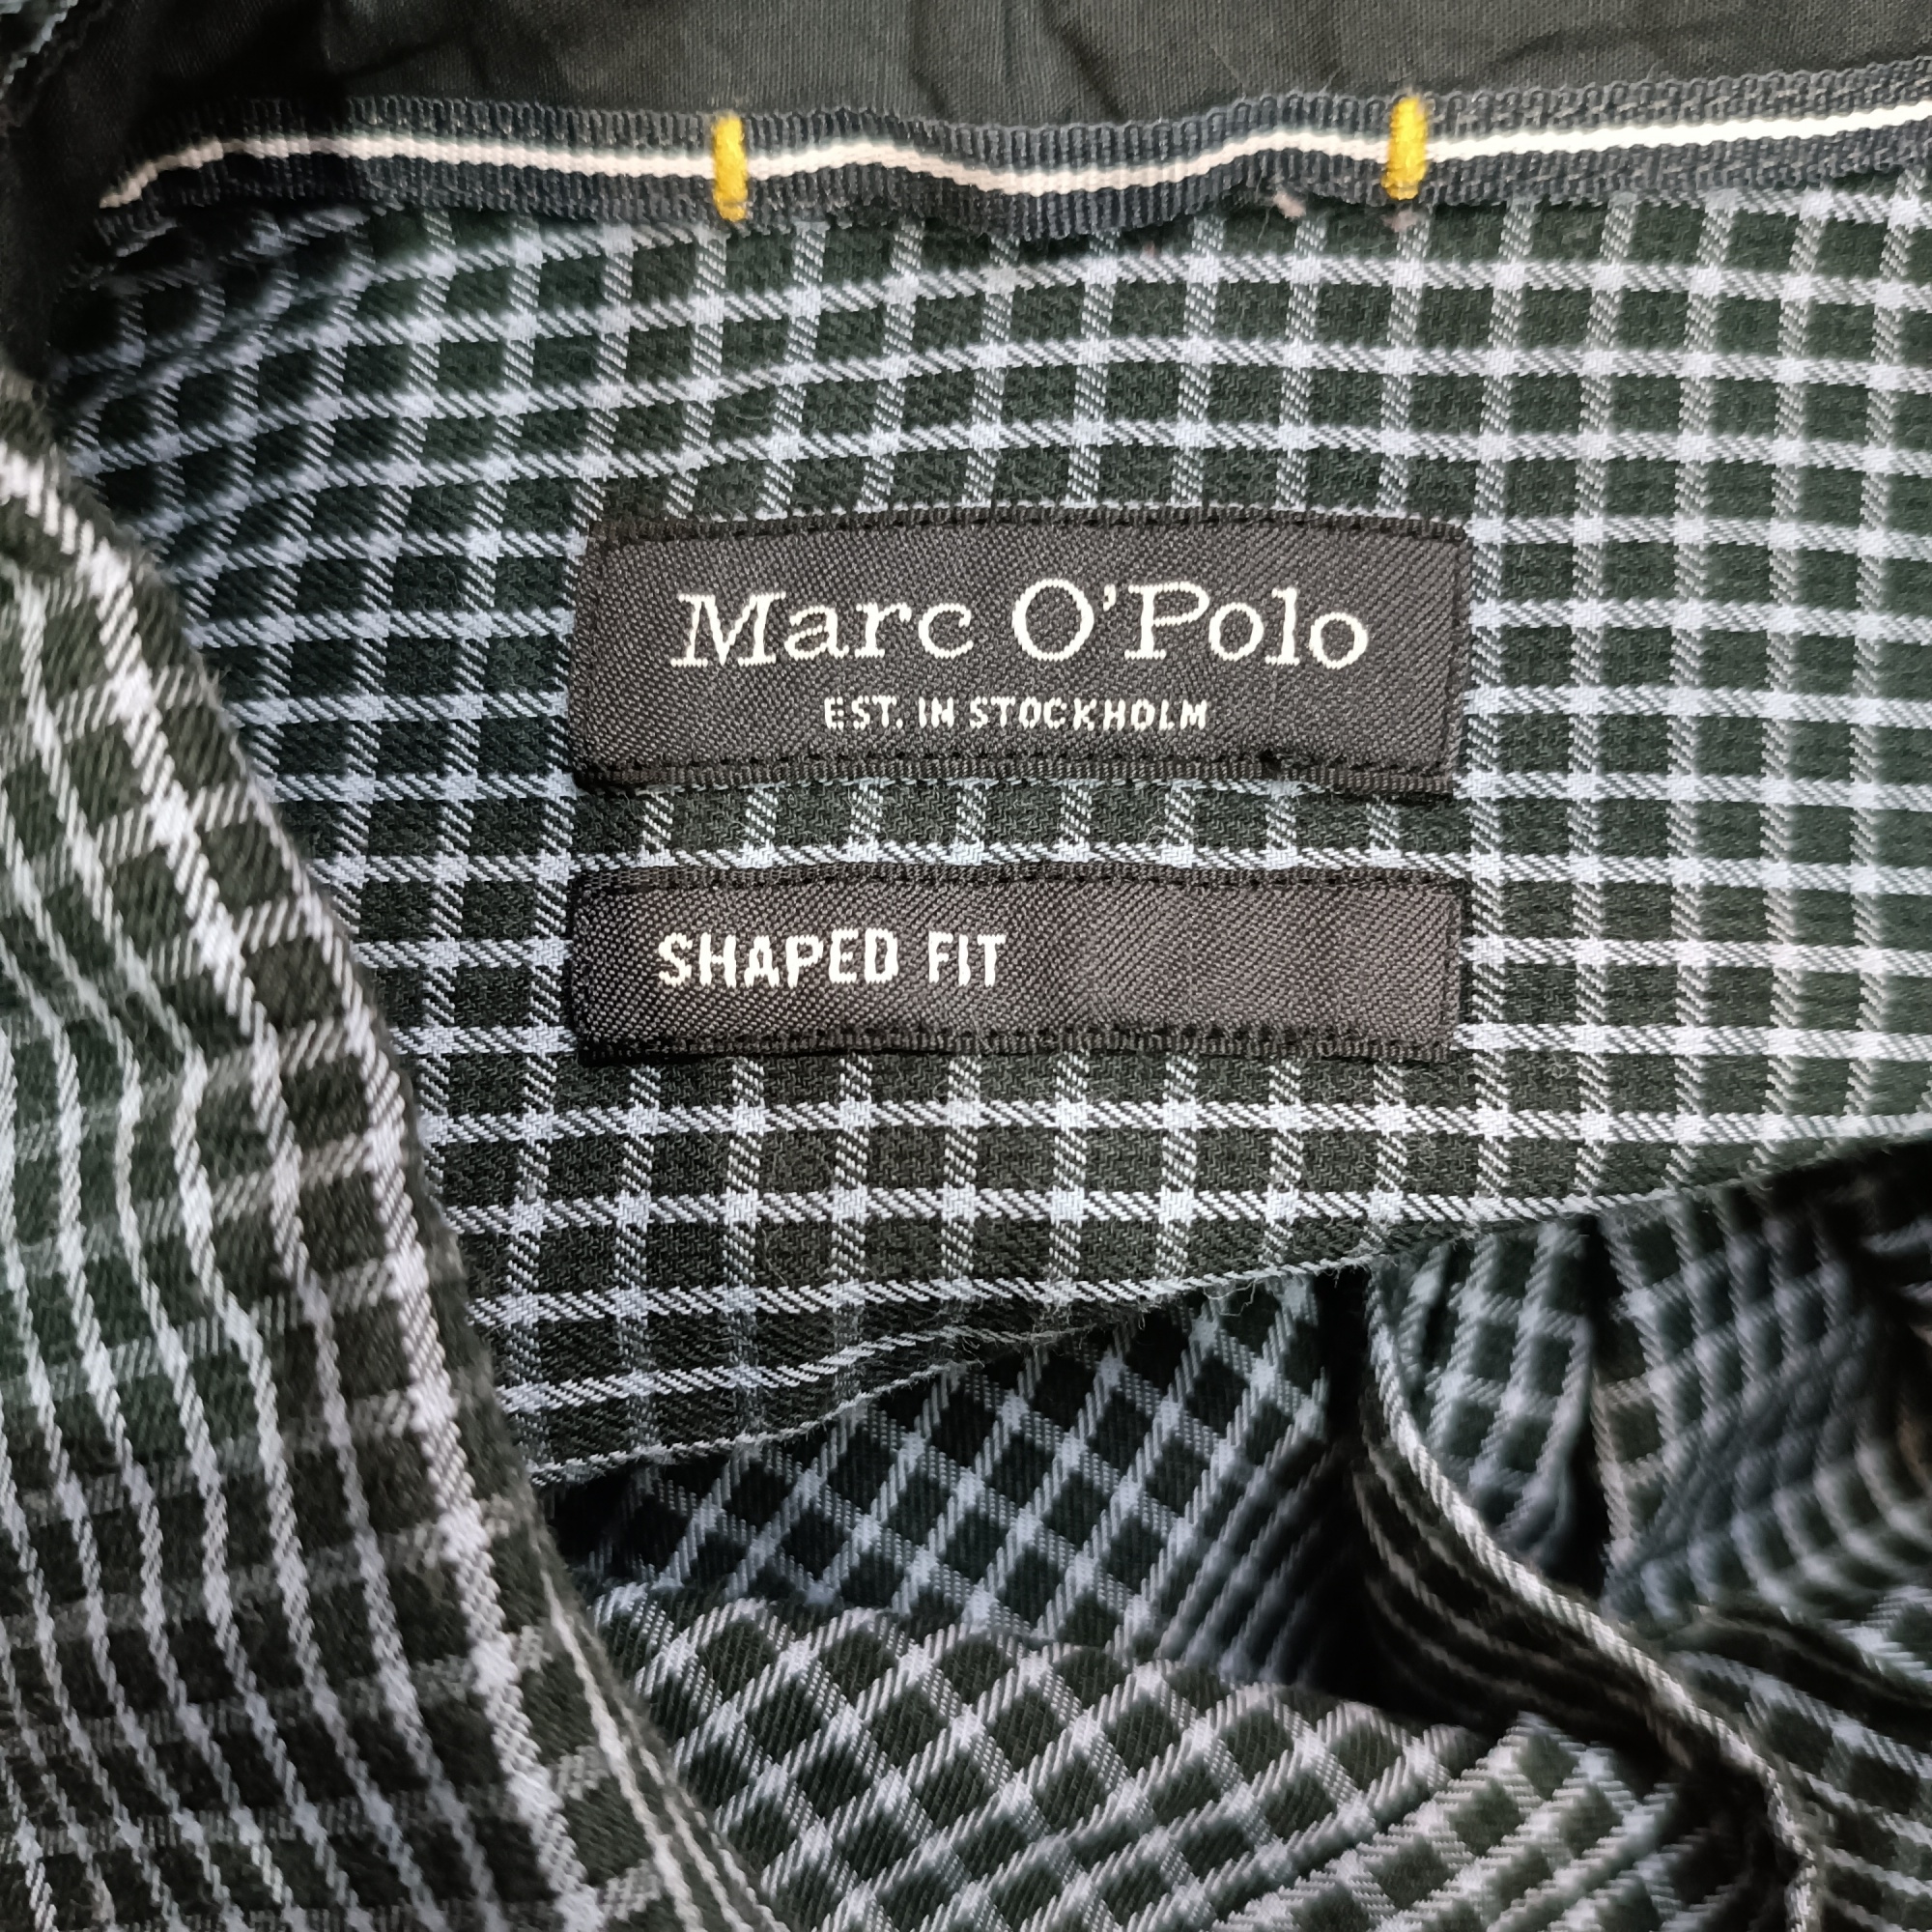 Marc O'Polo
EST. IN STOCKHOLM
SHAPED FIT